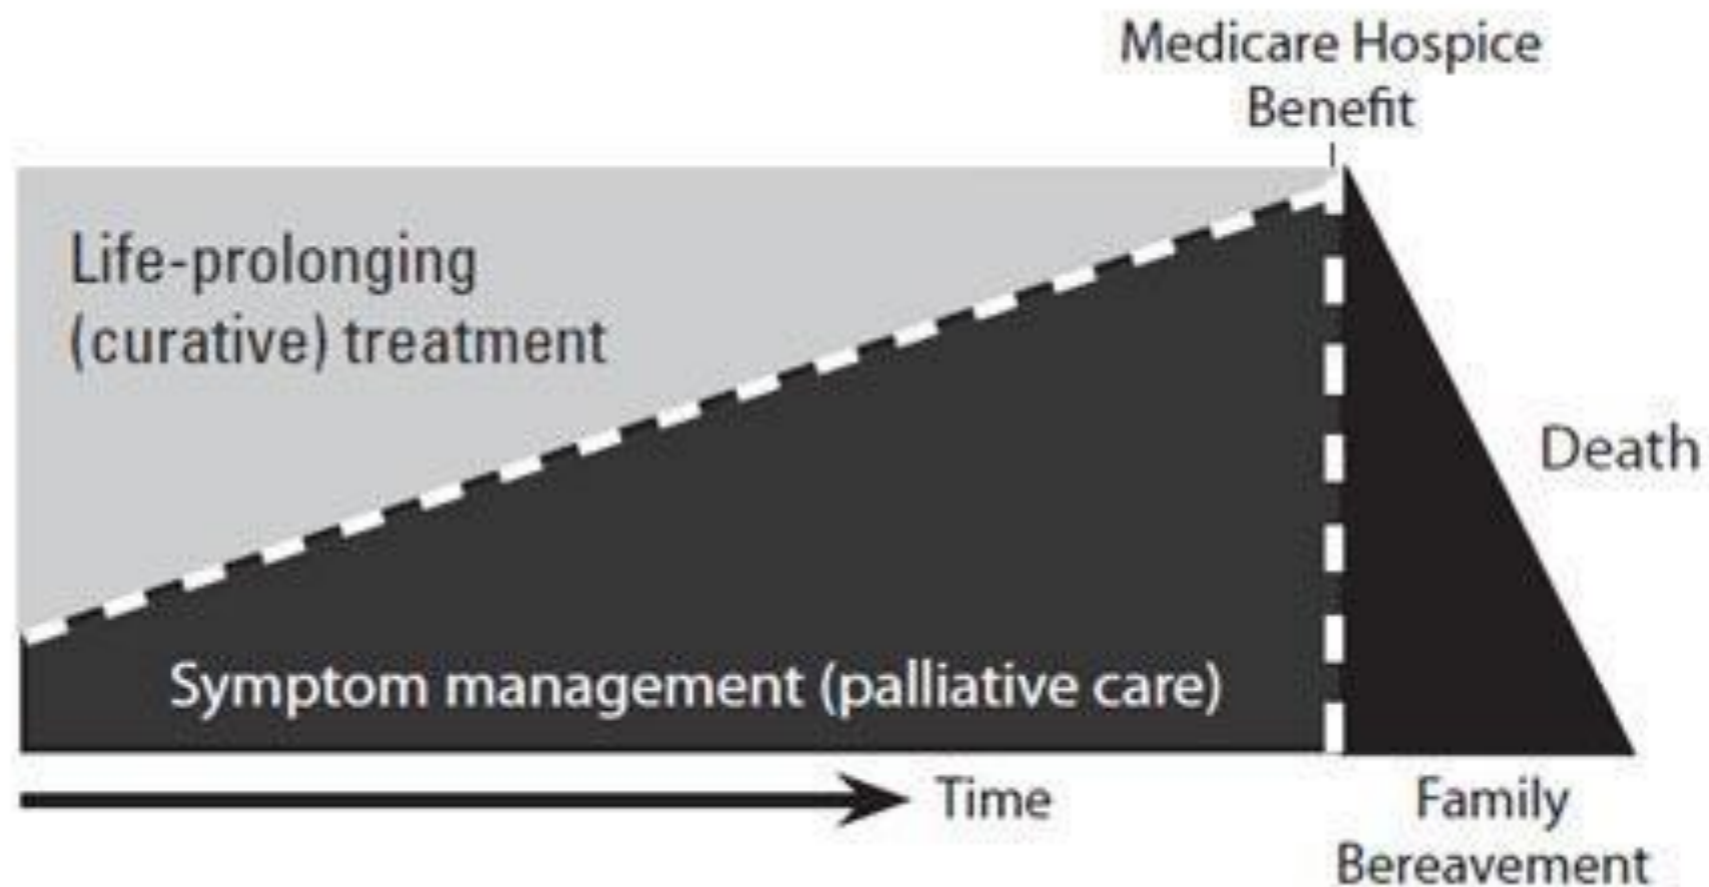 Medicare Hospice
Benefit
Life-prolonging
(curative) treatment
Death
Symptom management (palliative care)
Time
Family
Bereavement